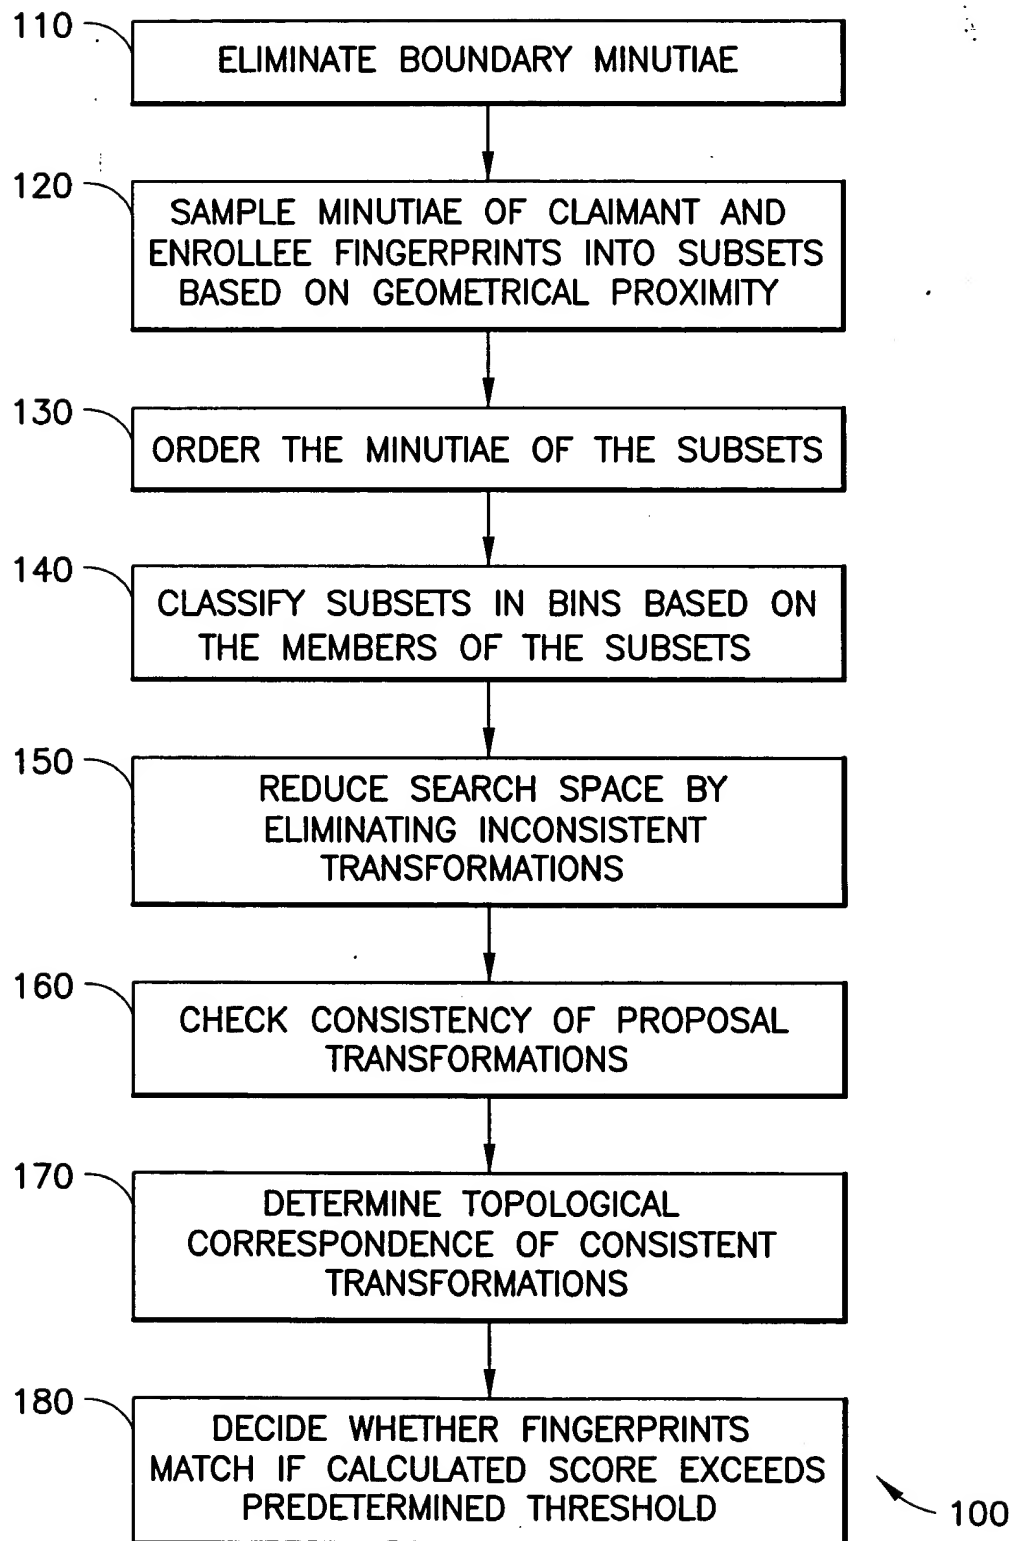 110
ELIMINATE BOUNDARY MINUTIAE
120
SAMPLE MINUTIAE OF CLAIMANT AND
ENROLLEE FINGERPRINTS INTO SUBSETS
BASED ON GEOMETRICAL PROXIMITY
130
ORDER THE MINUTIAE OF THE SUBSETS
140
CLASSIFY SUBSETS IN BINS BASED ON
THE MEMBERS OF THE SUBSETS
150
REDUCE SEARCH SPACE BY
ELIMINATING INCONSISTENT
TRANSFORMATIONS
160
CHECK CONSISTENCY OF PROPOSAL
TRANSFORMATIONS
170
DETERMINE TOPOLOGICAL
CORRESPONDENCE OF CONSISTENT
TRANSFORMATIONS
180
DECIDE WHETHER FINGERPRINTS
MATCH IF CALCULATED SCORE EXCEEDS
PREDETERMINED THRESHOLD
100